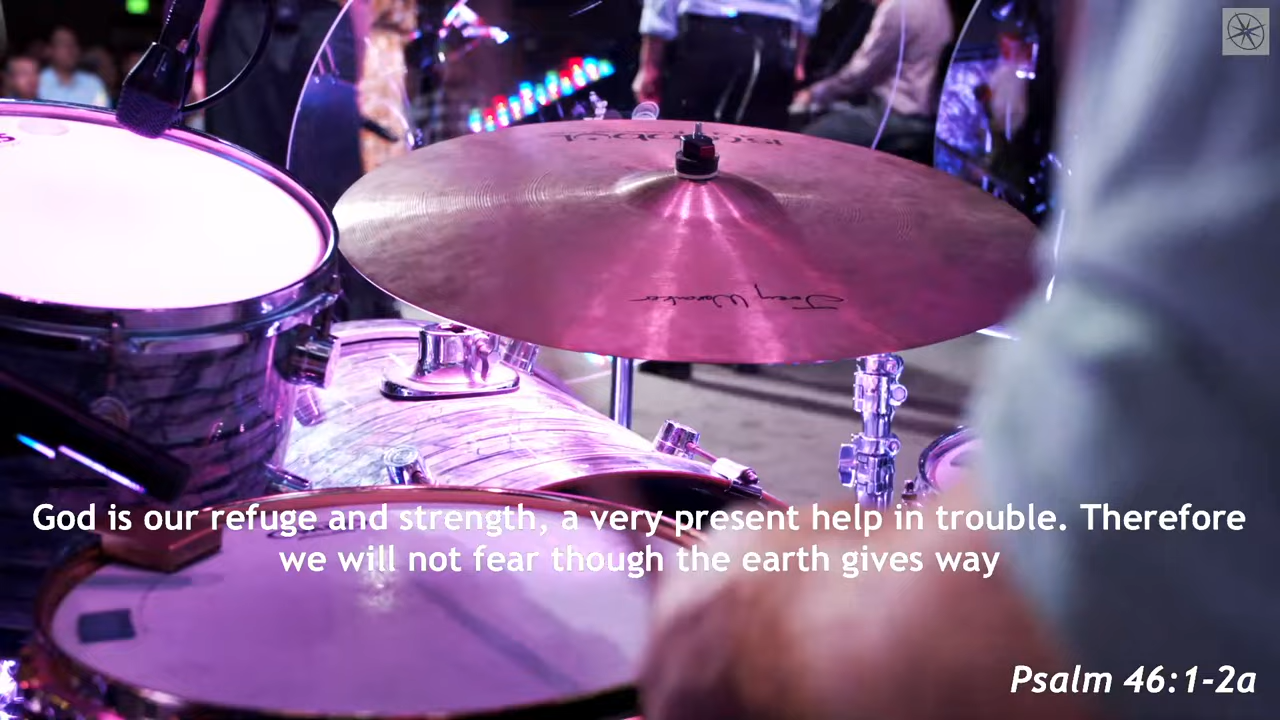 God is our refuge and strength, a very present help in trouble. Therefore
we will not fear though the earth gives way
Psalm 46:1-2a